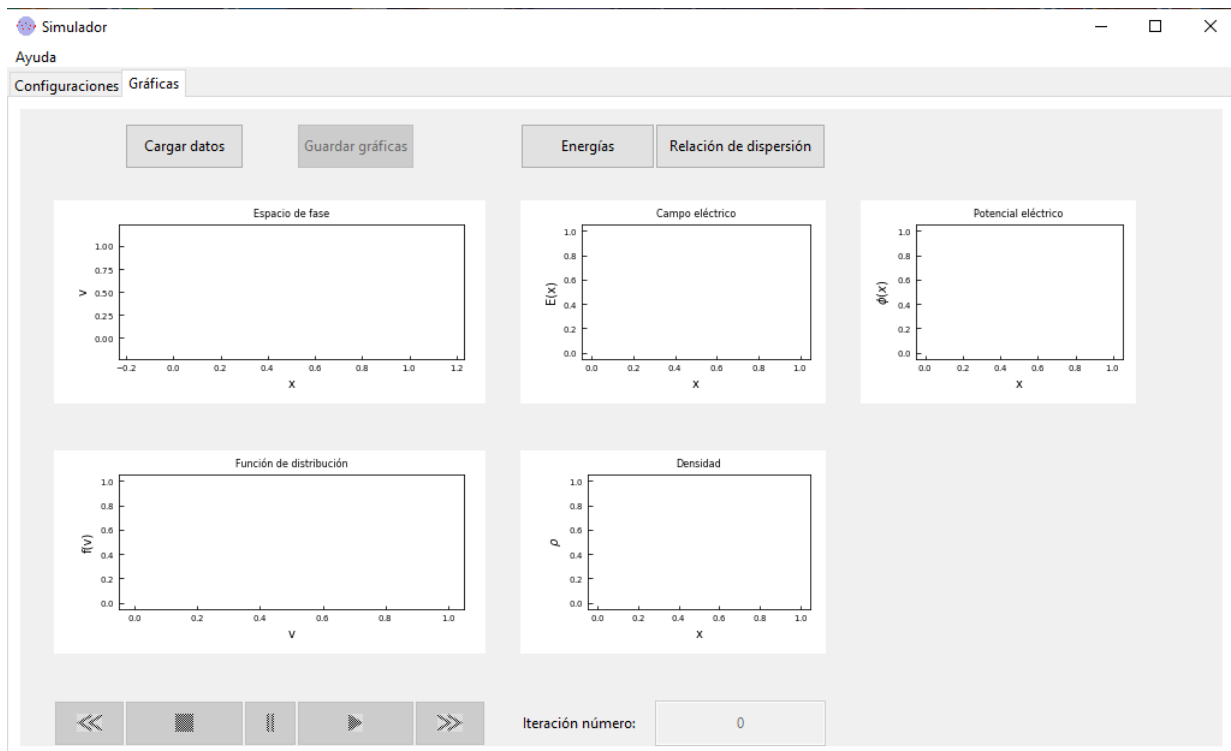 Simulador
Ayuda
Configuraciones Gráficas
Cargar datos Guardar gráficas Energías Relación de dispersión
Espacio de fase
1.00
0.75
0.50
0.25
0.00
v
−0.2 0.0 0.2 0.4 0.6 0.8 1.0 1.2
x
Campo eléctrico
1.0
0.8
0.6
0.4
0.2
0.0
E(x)
0.0 0.2 0.4 0.6 0.8 1.0
x
Potencial eléctrico
1.0
0.8
0.6
0.4
0.2
0.0
ϕ(x)
0.0 0.2 0.4 0.6 0.8 1.0
x
Función de distribución
1.0
0.8
0.6
0.4
0.2
0.0
f(v)
0.0 0.2 0.4 0.6 0.8 1.0
v
Densidad
1.0
0.8
0.6
0.4
0.2
0.0
ρ
0.0 0.2 0.4 0.6 0.8 1.0
x
Iteración número: 0